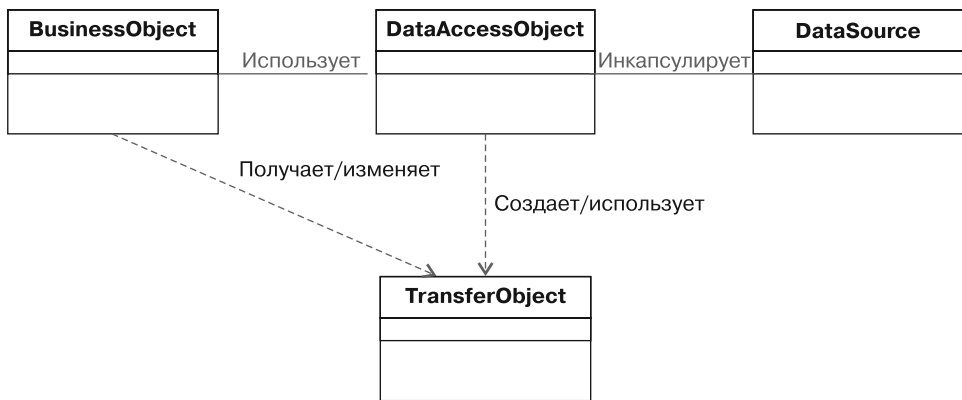 BusinessObject
DataAccessObject
DataSource
Использует
Инкапсулирует
Получает/изменяет
Создает/использует
TransferObject